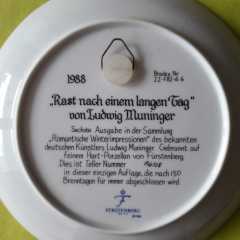 1988
Bradex Nr.
22-F82-6.6
„Rast nach einem langen Tag"
von Ludwig Muninger
Sechste Ausgabe in der Sammlung
„Romantische Winterimpressionen" des bekannten
deutschen Künstlers Ludwig Muninger. Gebrannt auf
Feinem Hart-Porzellan von Fürstenberg.
Dies ist Teller Nummer
in dieser einzigen Auflage, die nach 150
Brenntagen für immer abgeschlossen wird.
FÜRSTENBERG